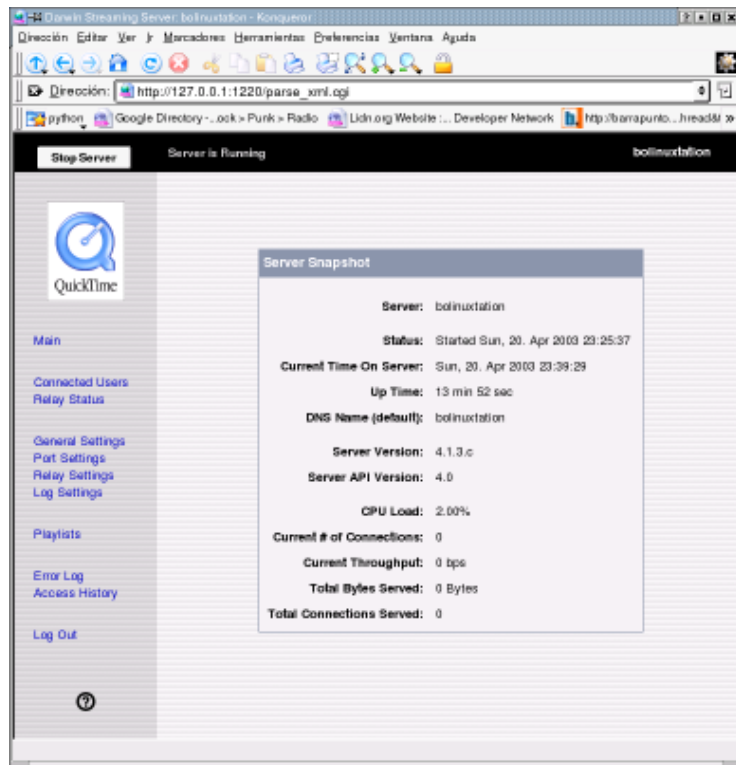 Darwin Streaming Server: bolinuxtation - Konqueror
Dirección Editar Ver Ir Marcadores Herramientas Preferencias Ventana Ayuda
Dirección: http://127.0.0.1:1220/parse_xml.cgi
python Google Directory-...ook > Punk > Radio Lidn.org Website :... Developer Network http://barrapunto...hread&l
Stop Server Server is Running bolinuxtation
QuickTime
Main
Connected Users
Relay Status
General Settings
Port Settings
Relay Settings
Log Settings
Playlists
Error Log
Access History
Log Out
Server Snapshot
Server: bolinuxtation
Status: Started Sun, 20. Apr 2003 23:25:37
Current Time On Server: Sun, 20. Apr 2003 23:39:29
Up Time: 13 min 52 sec
DNS Name (default): bolinuxtation
Server Version: 4.1.3.c
Server API Version: 4.0
CPU Load: 2.00%
Current # of Connections: 0
Current Throughput: 0 bps
Total Bytes Served: 0 Bytes
Total Connections Served: 0